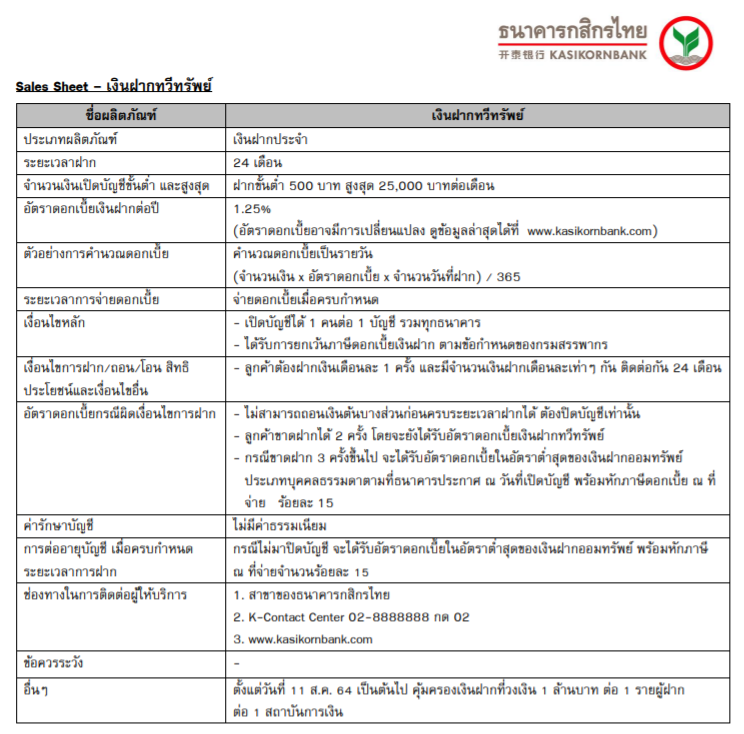 ธนาคารกสิกรไทย
开泰银行 KASIKORNBANK
Sales Sheet – เงินฝากทวีทรัพย์
ชื่อผลิตภัณฑ์ เงินฝากทวีทรัพย์
ประเภทผลิตภัณฑ์ เงินฝากประจำ
ระยะเวลาฝาก 24 เดือน
จำนวนเงินเปิดบัญชีขั้นต่ำ และสูงสุด ฝากขั้นต่ำ 500 บาท สูงสุด 25,000 บาทต่อเดือน
อัตราดอกเบี้ยเงินฝากต่อปี 1.25%
(อัตราดอกเบี้ยอาจมีการเปลี่ยนแปลง ดูข้อมูลล่าสุดได้ที่ www.kasikornbank.com)
ตัวอย่างการคำนวณดอกเบี้ย คำนวณดอกเบี้ยเป็นรายวัน
(จำนวนเงิน x อัตราดอกเบี้ย x จำนวนวันที่ฝาก) / 365
ระยะเวลาการจ่ายดอกเบี้ย จ่ายดอกเบี้ยเมื่อครบกำหนด
เงื่อนไขหลัก - เปิดบัญชีได้ 1 คนต่อ 1 บัญชี รวมทุกธนาคาร
- ได้รับการยกเว้นภาษีดอกเบี้ยเงินฝาก ตามข้อกำหนดของกรมสรรพากร
เงื่อนไขการฝาก/ถอน/โอน สิทธิ - ลูกค้าต้องฝากเงินเดือนละ 1 ครั้ง และมีจำนวนเงินฝากเดือนละเท่าๆ กัน ติดต่อกัน 24 เดือน
ประโยชน์และเงื่อนไขอื่น
อัตราดอกเบี้ยกรณีผิดเงื่อนไขการฝาก - ไม่สามารถถอนเงินต้นบางส่วนก่อนครบระยะเวลาฝากได้ ต้องปิดบัญชีเท่านั้น
- ลูกค้าขาดฝากได้ 2 ครั้ง โดยจะยังได้รับอัตราดอกเบี้ยเงินฝากทวีทรัพย์
- กรณีขาดฝาก 3 ครั้งขึ้นไป จะได้รับอัตราดอกเบี้ยในอัตราต่ำสุดของเงินฝากออมทรัพย์
ประเภทบุคคลธรรมดาตามที่ธนาคารประกาศ ณ วันที่เปิดบัญชี พร้อมหักภาษีดอกเบี้ย ณ ที่
จ่าย ร้อยละ 15
ค่ารักษาบัญชี ไม่มีค่าธรรมเนียม
การต่ออายุบัญชี เมื่อครบกำหนด กรณีไม่มาปิดบัญชี จะได้รับอัตราดอกเบี้ยในอัตราต่ำสุดของเงินฝากออมทรัพย์ พร้อมหักภาษี
ระยะเวลาการฝาก ณ ที่จ่ายจำนวนร้อยละ 15
ช่องทางในการติดต่อผู้ให้บริการ 1. สาขาของธนาคารกสิกรไทย
2. K-Contact Center 02-8888888 กด 02
3. www.kasikornbank.com
ข้อควรระวัง -
อื่นๆ ตั้งแต่วันที่ 11 ส.ค. 64 เป็นต้นไป คุ้มครองเงินฝากที่วงเงิน 1 ล้านบาท ต่อ 1 รายผู้ฝาก
ต่อ 1 สถาบันการเงิน